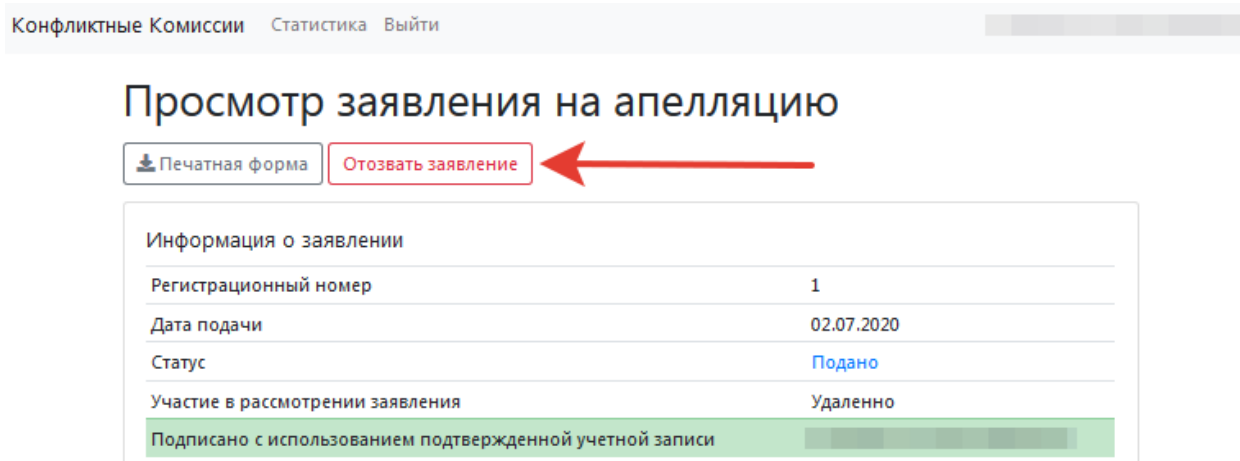 Конфликтные Комиссии Статистика Выйти
Просмотр заявления на апелляцию
Печатная форма Отозвать заявление
Информация о заявлении
Регистрационный номер 1
Дата подачи 02.07.2020
Статус Подано
Участие в рассмотрении заявления Удаленно
Подписано с использованием подтвержденной учетной записи